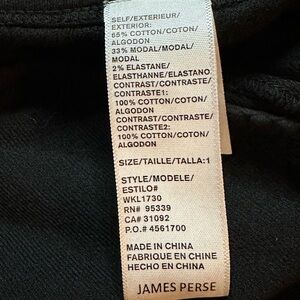 SELF/EXTERIEUR/
EXTERIOR:
65% COTTON/COTON/
ALGODON
33% MODAL/MODAL/
MODAL
2% ELASTANE/
ELASTHANNE/ELASTANO
CONTRAST/CONTRASTE/
CONTRASTE1:
100% COTTON/COTON/
ALGODON
CONTRAST/CONTRASTE/
CONTRASTE2:
100% COTTON/COTON/
ALGODON
SIZE/TAILLE/TALLA:1
STYLE/MODELE/
ESTILO#
WKL1730
RN# 95339
CA# 31092
P.O.# 4561700
MADE IN CHINA
FABRIQUE EN CHINE
HECHO EN CHINA
JAMES PERSE